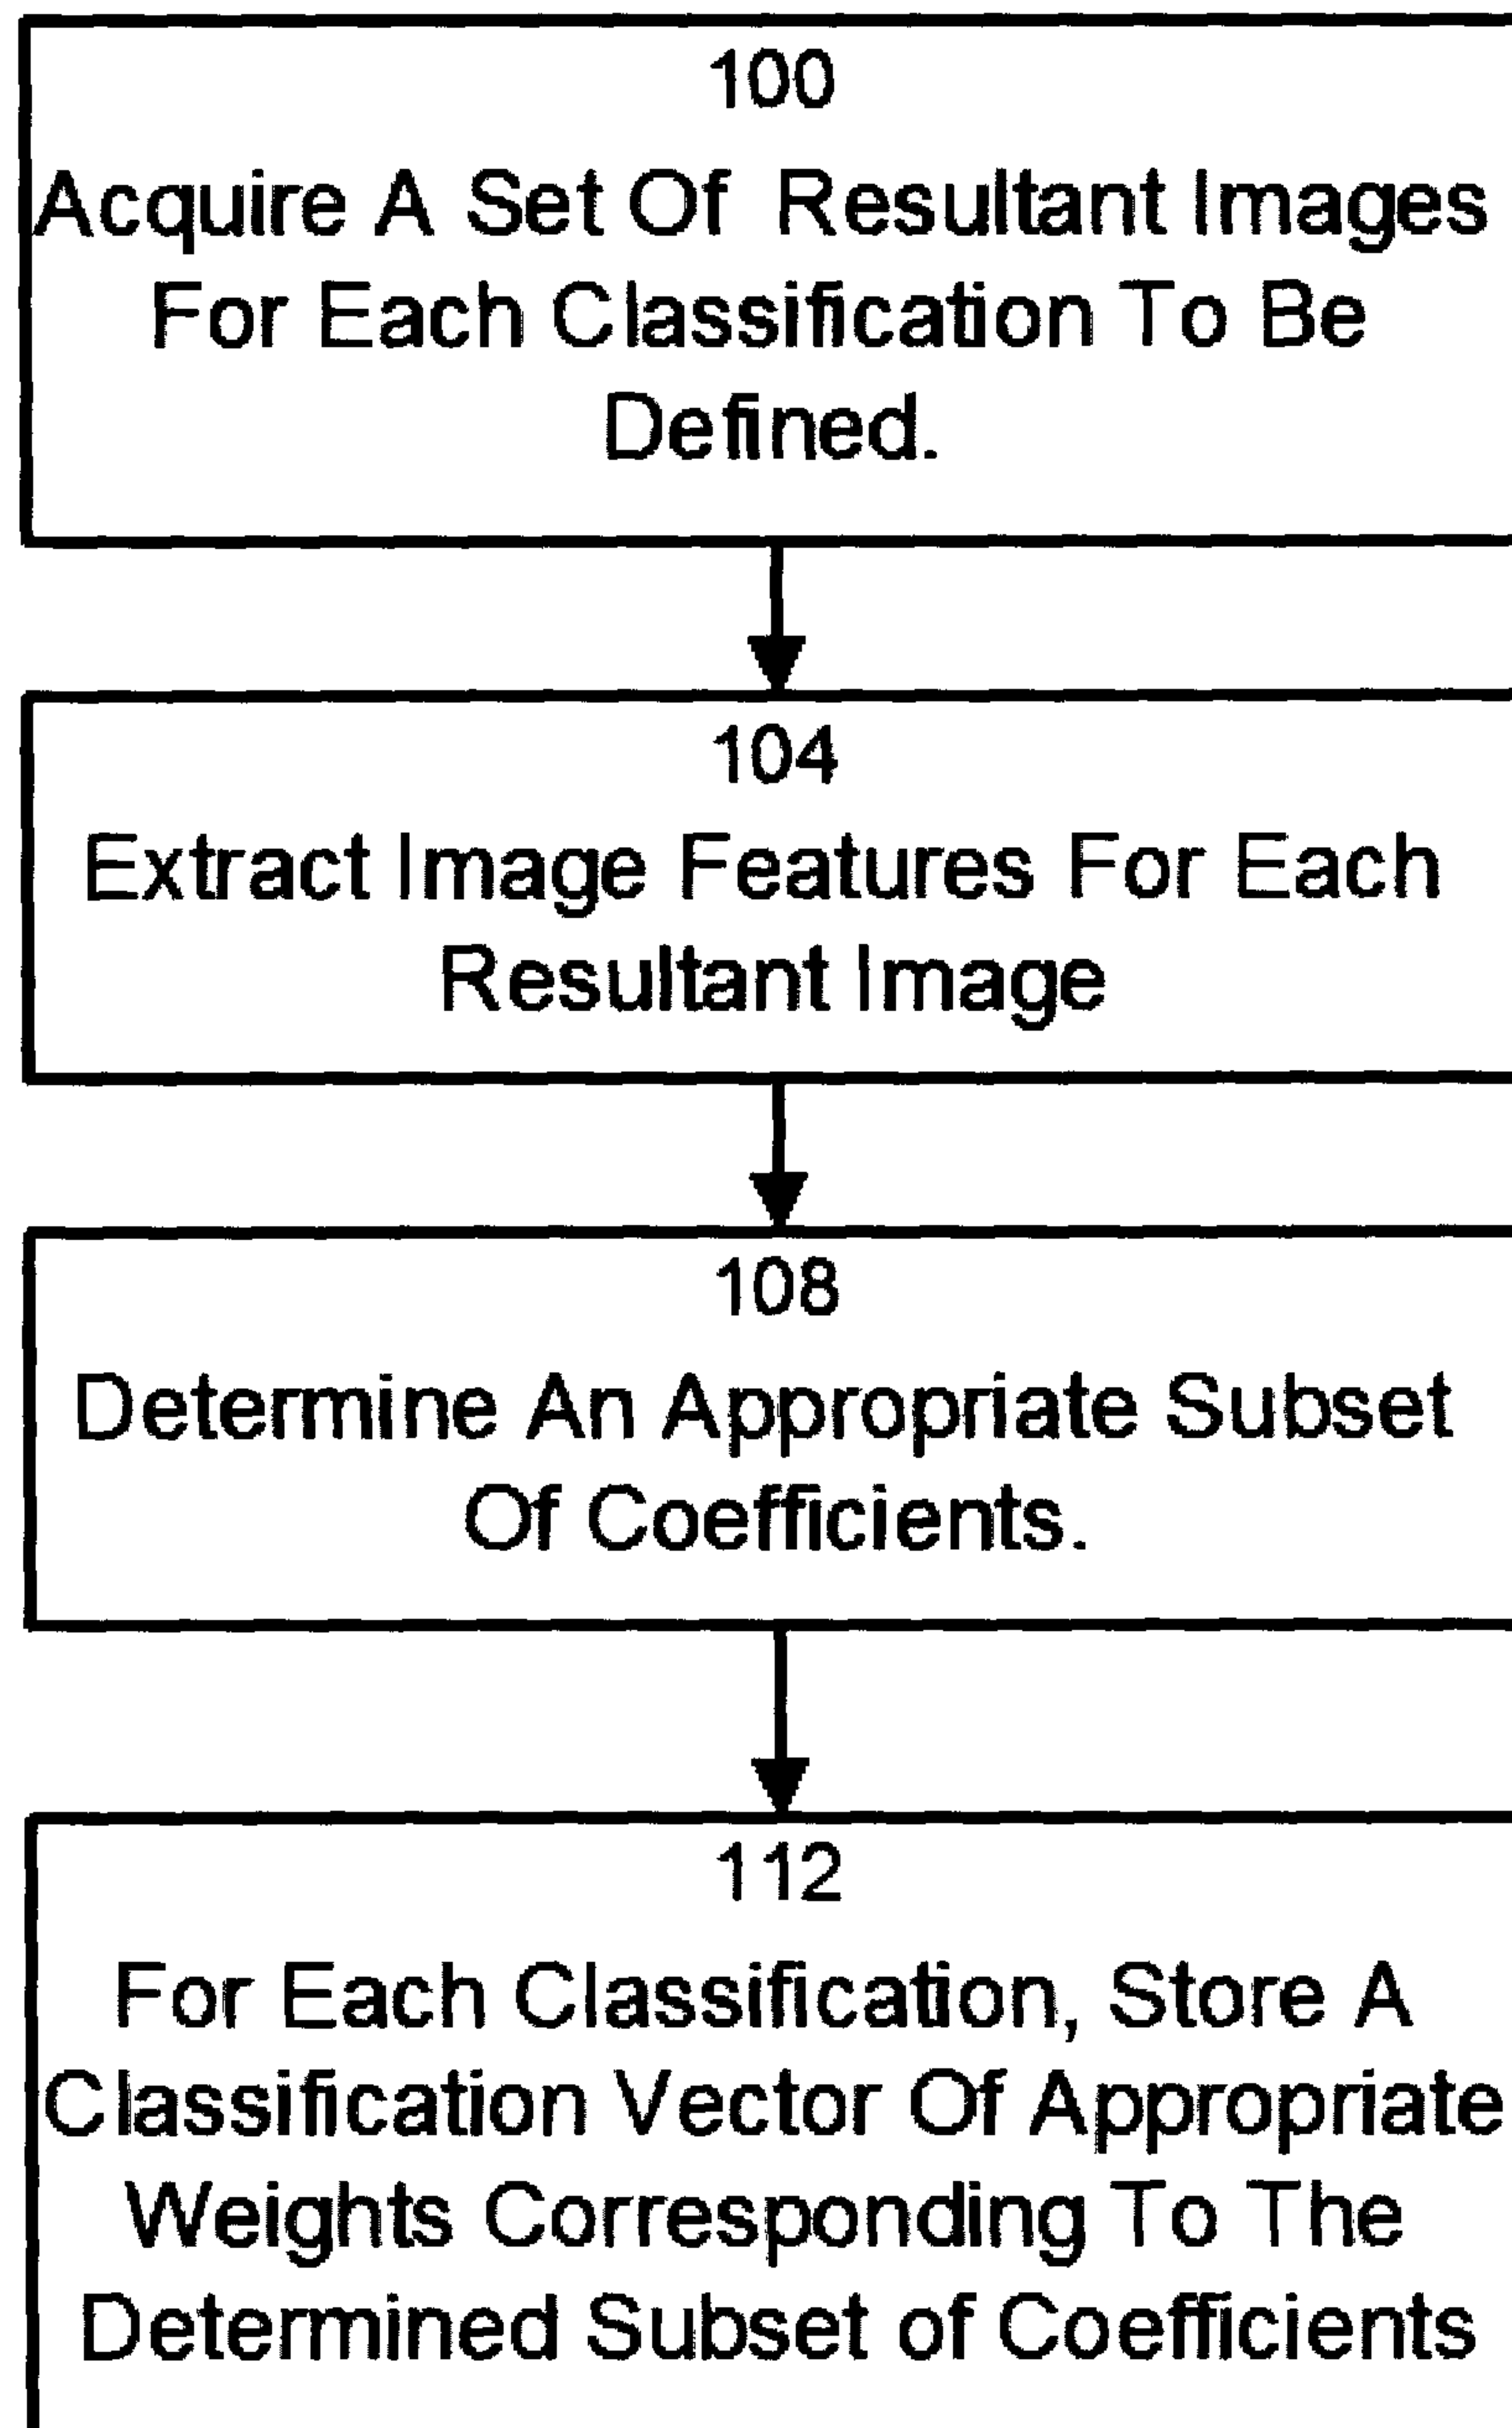 100
Acquire A Set Of Resultant Images
For Each Classification To Be
Defined.
104
Extract Image Features For Each
Resultant Image
108
Determine An Appropriate Subset
Of Coefficients.
112
For Each Classification, Store A
Classification Vector Of Appropriate
Weights Corresponding To The
Determined Subset of Coefficients